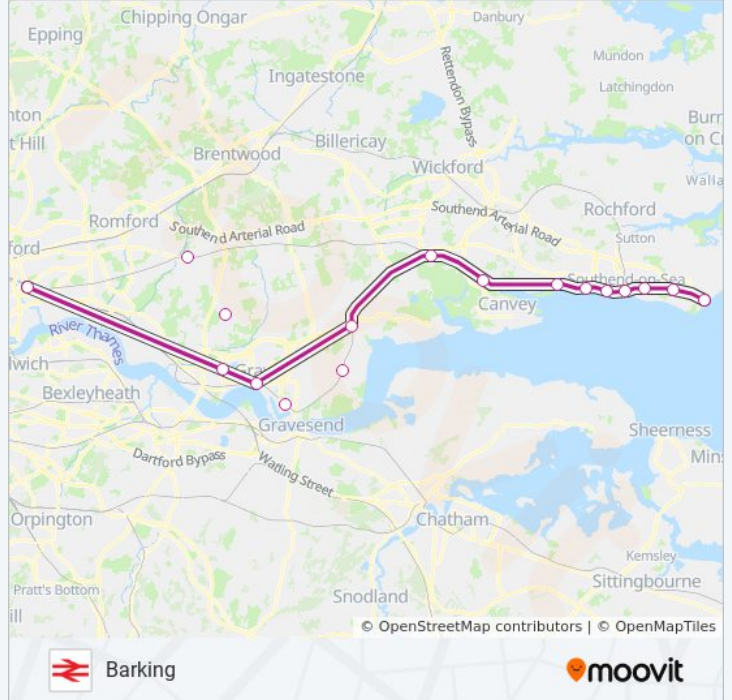 Chipping Ongar
Danbury
Epping
Rettendon Bypass
Mundon
Ingatestone
Latchingdon
nton
Burn
on Cr
t Hill
Billericay
Brentwood
Wickford
Walla
Southend Arterial Road
Rochford
Romford
Southend Arterial Road
Sutton
ford
Southend-on-Sea
Canvey
River Thames
lwich
Gra
Bexleyheath
Gravesend
Sheerness
Dartford Bypass
Mins
Watling Street
Orpington
Chatham
Kemsley
Pratt's Bottom
Sittingbourne
Snodland
ill
© OpenStreetMap contributors | © OpenMapTiles
Barking
moovit